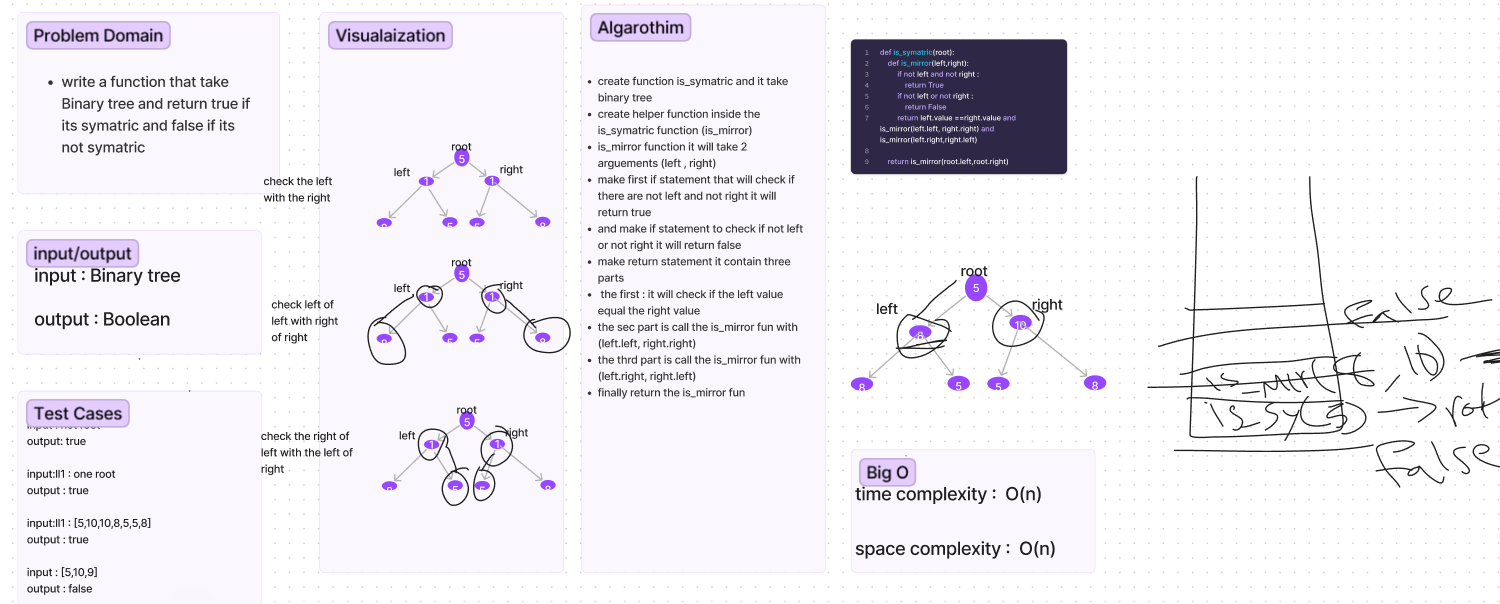 Problem Domain
write a function that take
Binary tree and return true if
its symatric and false if its
not symatric
input/output
input : Binary tree
output : Boolean
Test Cases
output: true
input:ll1 : one root
output : true
input:ll1 : [5,10,10,8,5,5,8]
output : true
input : [5,10,9]
output : false
Visualaization
check the left
with the right
root
5
left
right
1
1
8
5
5
8
check left of
left with right
of right
root
5
left
right
1
1
8
5
5
8
check the right of
left with the left of
right
root
5
left
right
1
1
8
5
5
8
Algarothim
create function is_symatric and it take
binary tree
create helper function inside the
is_symatric function (is_mirror)
is_mirror function it will take 2
arguements (left , right)
make first if statement that will check if
there are not left and not right it will
return true
and make if statement to check if not left
or not right it will return false
make return statement it contain three
parts
the first : it will check if the left value
equal the right value
the sec part is call the is_mirror fun with
(left.left, right.right)
the thrd part is call the is_mirror fun with
(left.right, right.left)
finally return the is_mirror fun
1 def is_symatric(root):
2 def is_mirror(left,right):
3 if not left and not right :
4 return True
5 if not left or not right :
6 return False
7 return left.value ==right.value and
is_mirror(left.left, right.right) and
is_mirror(left.right,right.left)
8
9 return is_mirror(root.left,root.right)
root
5
left
right
8
10
8
5
5
8
False
is_mir(8,10)
is_sy(5)
False
Big O
time complexity : O(n)
space complexity : O(n)